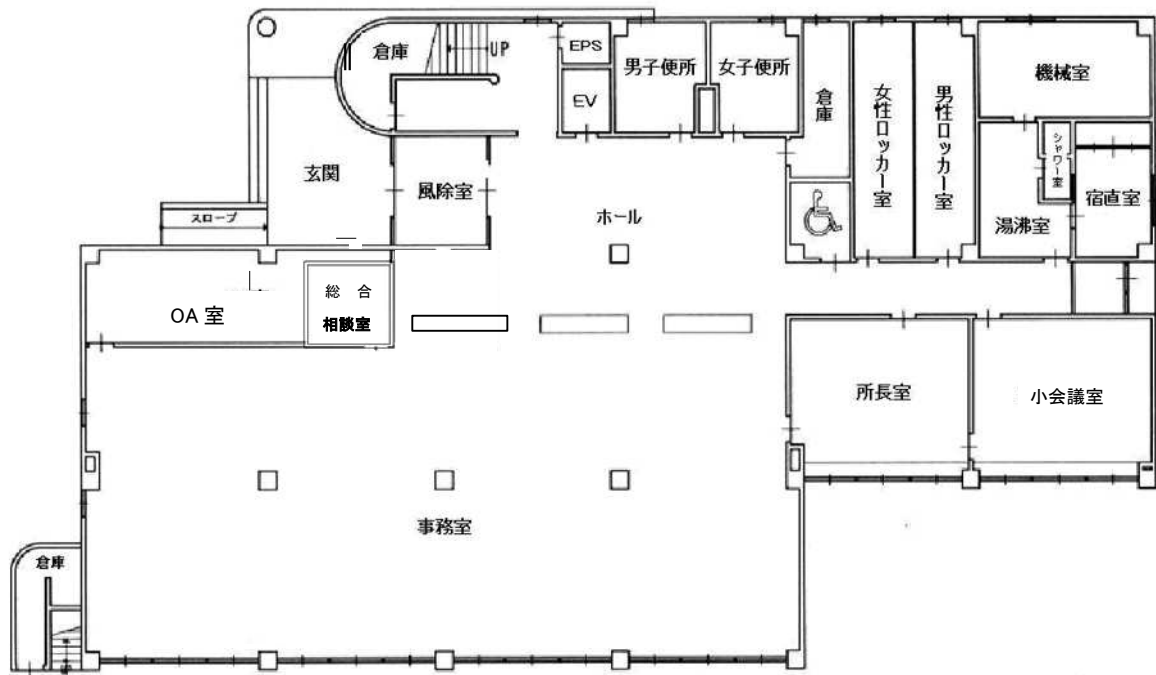 倉庫
UP
EPS
EV
男子便所
女子便所
倉庫
女性ロッカー室
男性ロッカー室
機械室
シャワー室
宿直室
湯沸室
玄関
風除室
スロープ
ホール
OA 室
総 合
相談室
所長室
小会議室
事務室
倉庫